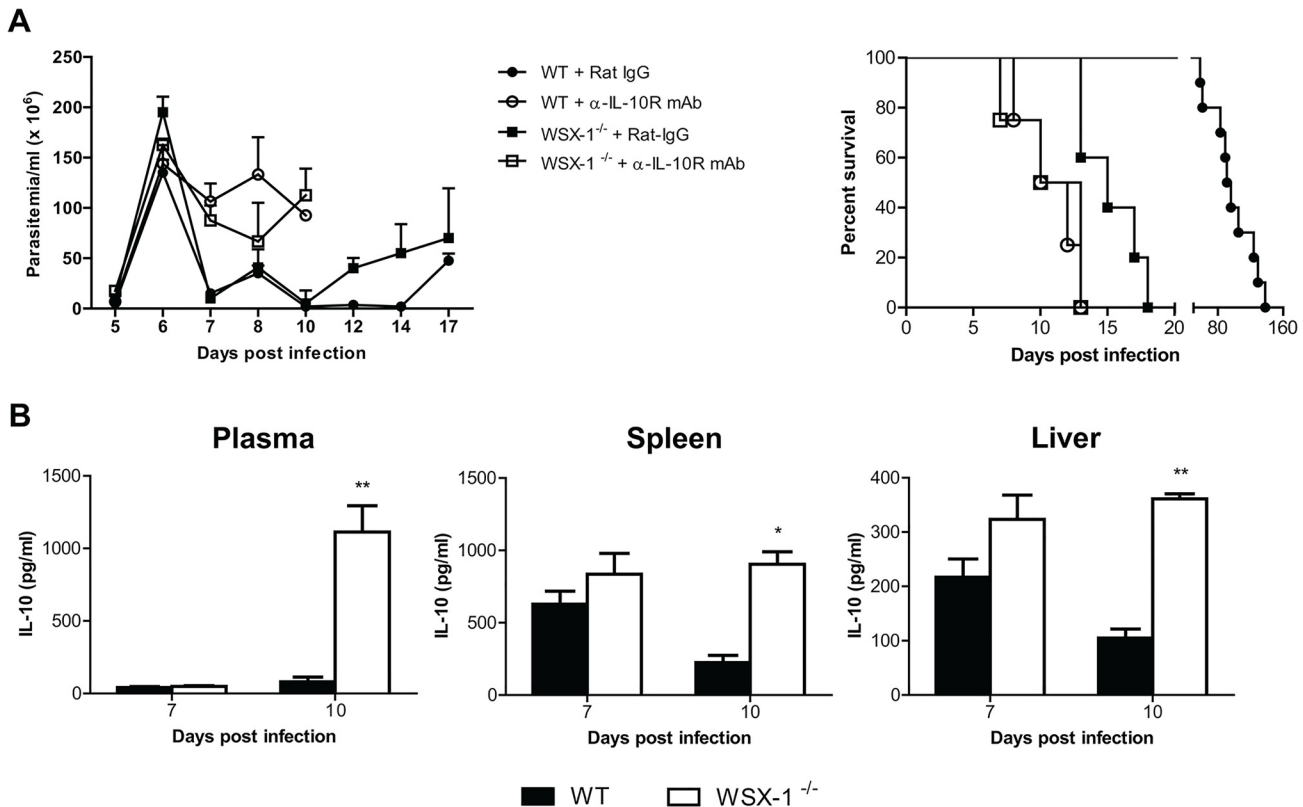 A
250
200
150
100
50
0
Parasitemia/ml (x 10⁶)
5 6 7 8 10 12 14 17
Days post infection
WT + Rat IgG
WT + α-IL-10R mAb
WSX-1⁻/⁻ + Rat-IgG
WSX-1 ⁻/⁻ + α-IL-10R mAb
100
80
60
40
20
0
Percent survival
0 5 10 15 20 80 160
Days post infection
B
Plasma
1500
1000
500
0
IL-10 (pg/ml)
**
7 10
Days post infection
Spleen
1500
1000
500
0
IL-10 (pg/ml)
*
7 10
Days post infection
Liver
400
300
200
100
0
IL-10 (pg/ml)
**
7 10
Days post infection
WT WSX-1 ⁻/⁻